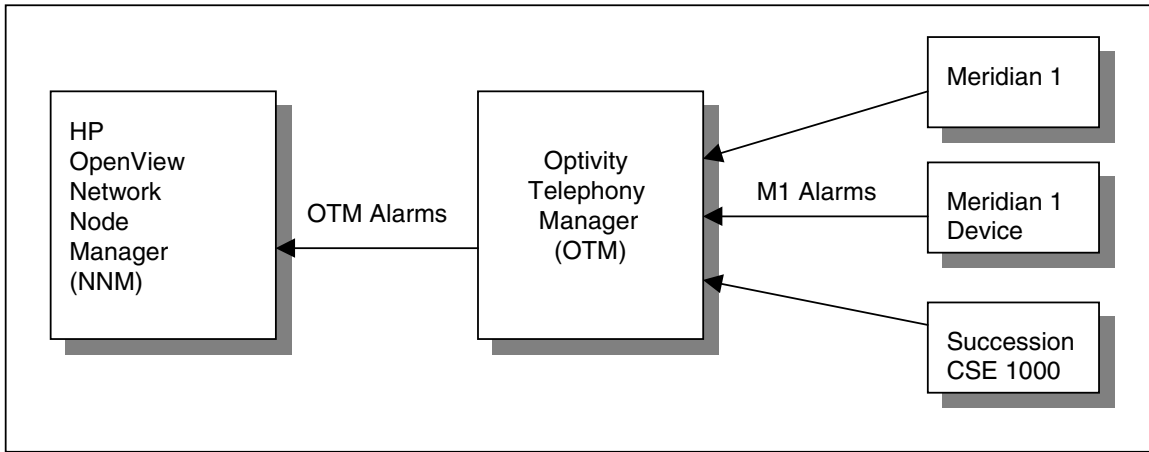 HP
OpenView
Network
Node
Manager
(NNM)
OTM Alarms
Optivity
Telephony
Manager
(OTM)
M1 Alarms
Meridian 1
Meridian 1
Device
Succession
CSE 1000